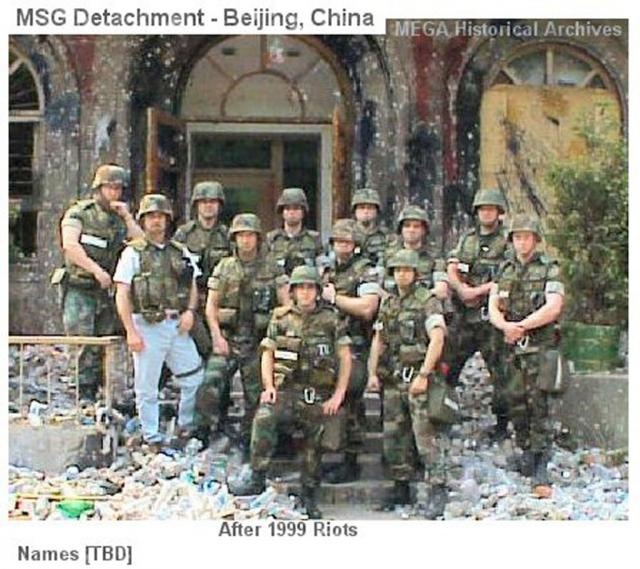 MSG Detachment - Beijing, China
MEGA Historical Archives
After 1999 Riots
Names [TBD]